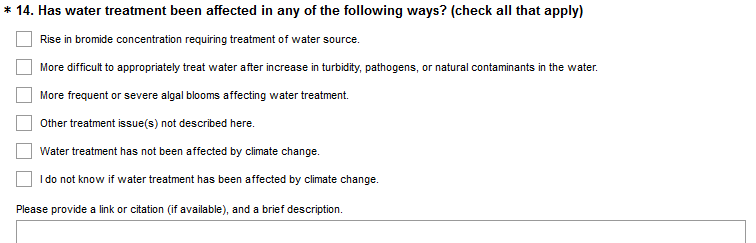 * 14. Has water treatment been affected in any of the following ways? (check all that apply)
Rise in bromide concentration requiring treatment of water source.
More difficult to appropriately treat water after increase in turbidity, pathogens, or natural contaminants in the water.
More frequent or severe algal blooms affecting water treatment.
Other treatment issue(s) not described here.
Water treatment has not been affected by climate change.
I do not know if water treatment has been affected by climate change.
Please provide a link or citation (if available), and a brief description.